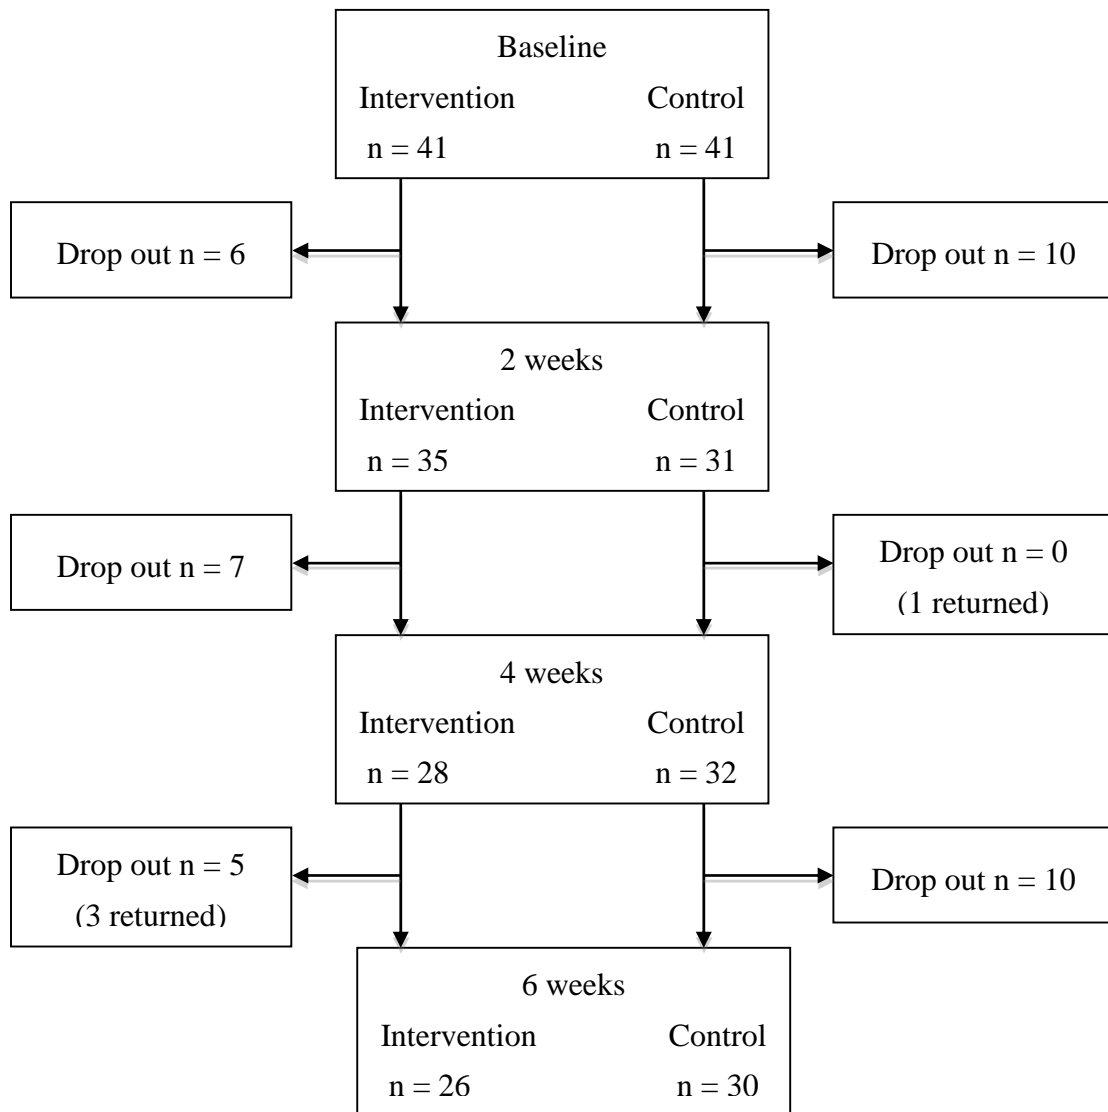 Baseline
Intervention Control
n = 41 n = 41
Drop out n = 6
Drop out n = 10
2 weeks
Intervention Control
n = 35 n = 31
Drop out n = 7
Drop out n = 0
(1 returned)
4 weeks
Intervention Control
n = 28 n = 32
Drop out n = 5
(3 returned)
Drop out n = 10
6 weeks
Intervention Control
n = 26 n = 30